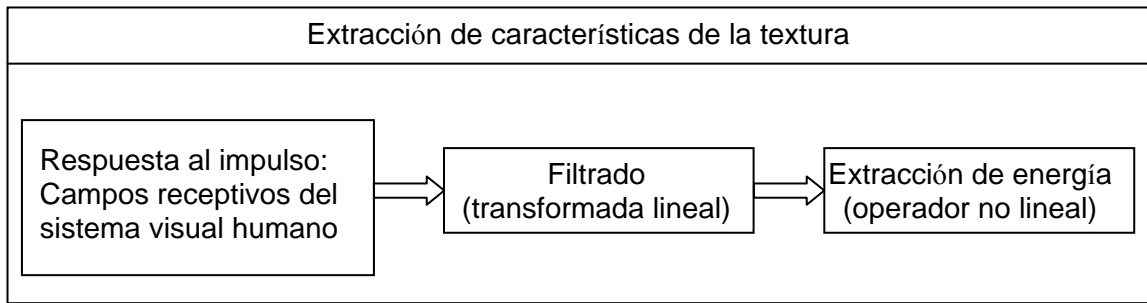 Extracción de características de la textura
Respuesta al impulso:
Campos receptivos del
sistema visual humano
Filtrado
(transformada lineal)
Extracción de energía
(operador no lineal)